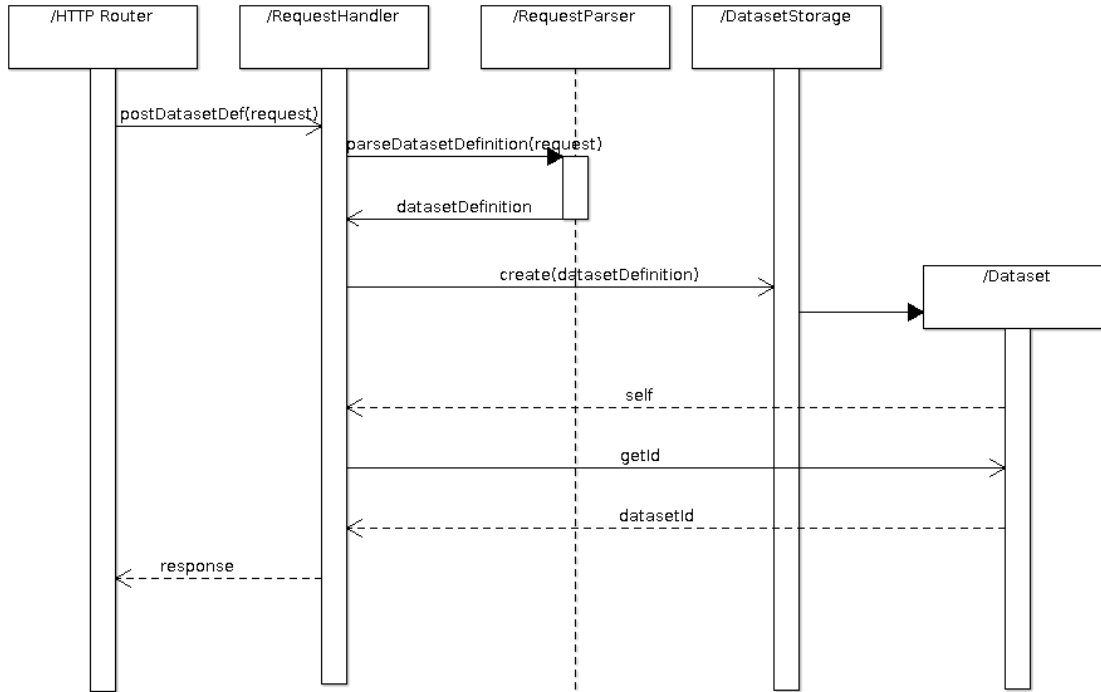 /HTTP Router
/RequestHandler
/RequestParser
/DatasetStorage
postDatasetDef(request)
parseDatasetDefinition(request)
datasetDefinition
create(datasetDefinition)
/Dataset
self
getId
datasetId
response